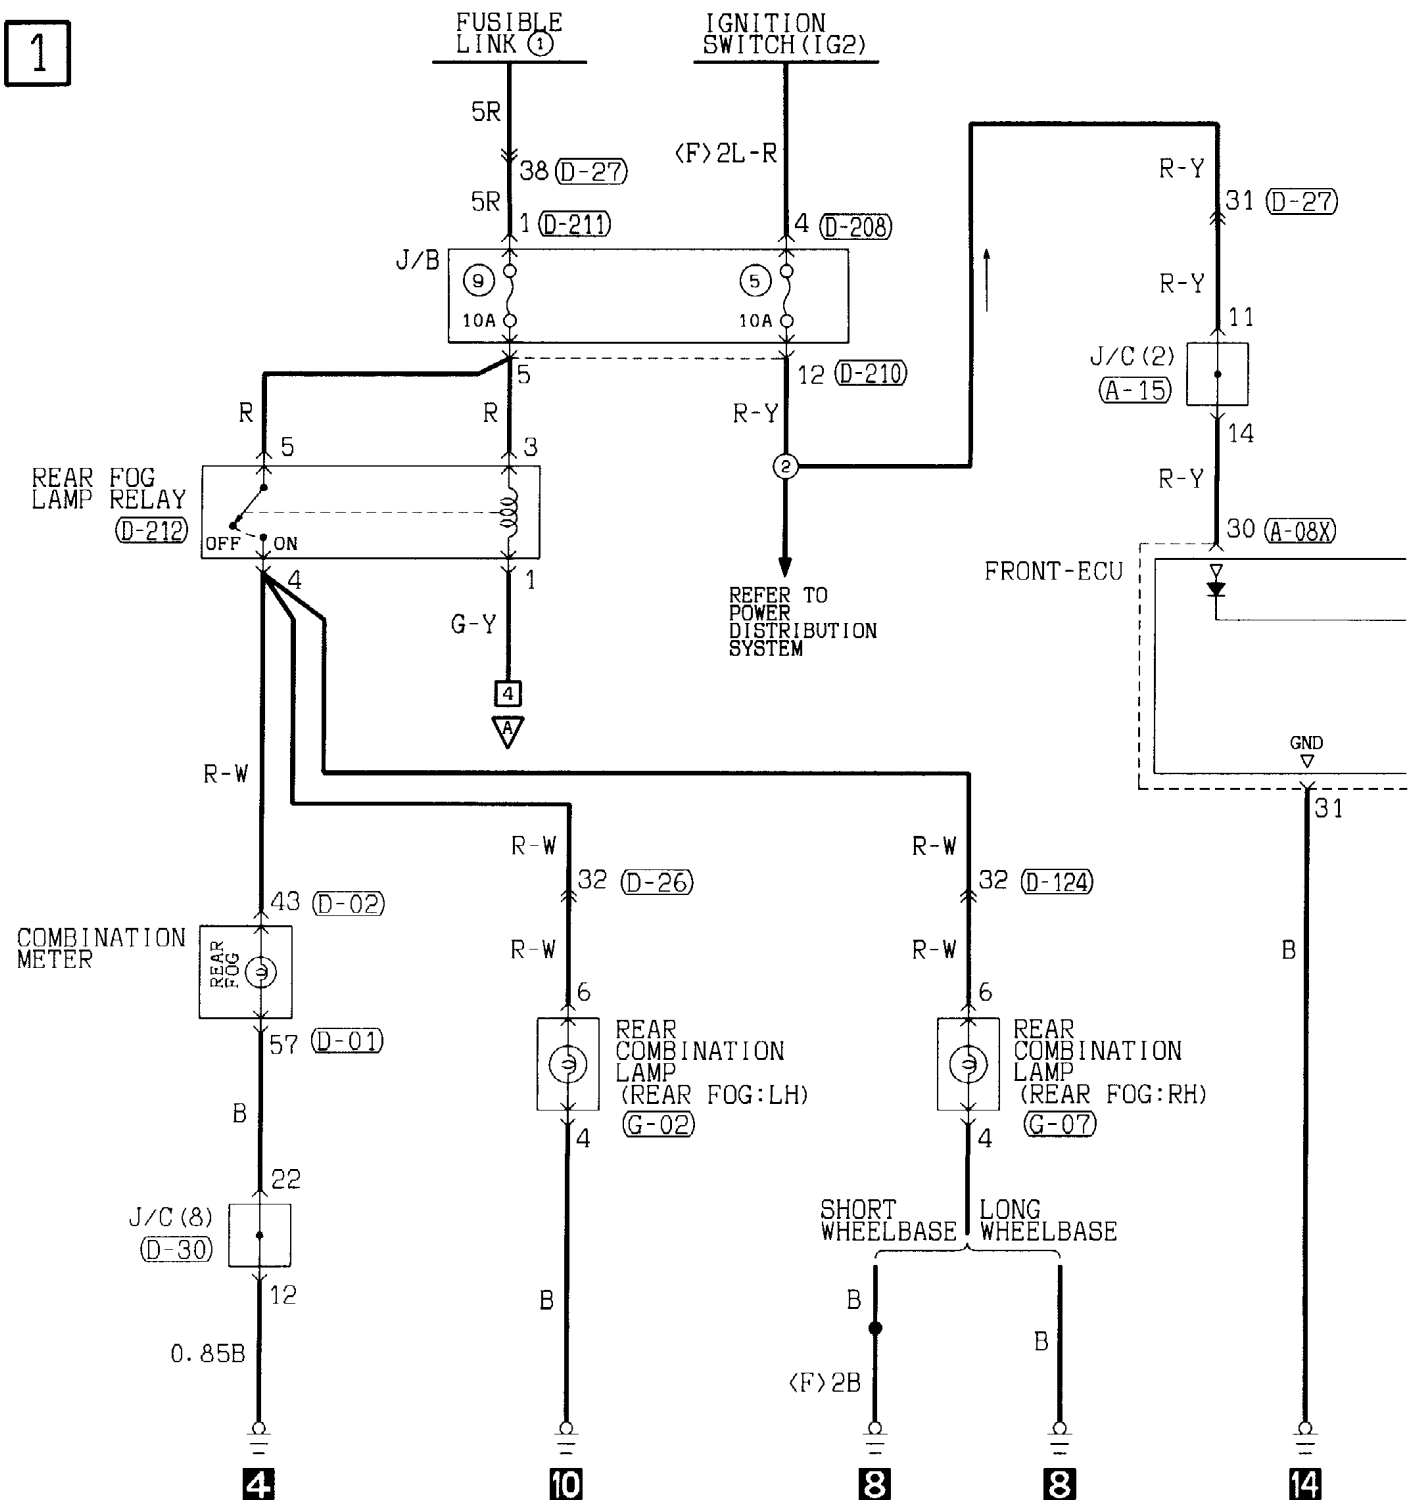 1
FUSIBLE
LINK ①
IGNITION
SWITCH(IG2)
5R
〈F〉2L-R
R-Y
38 (D-27)
31 (D-27)
5R
1 (D-211)
4 (D-208)
J/B
9
5
R-Y
10A
10A
11
J/C(2)
(A-15)
5
12 (D-210)
R
R
R-Y
14
5
3
2
REAR FOG
LAMP RELAY
(D-212)
R-Y
OFF
ON
30 (A-08X)
FRONT-ECU
4
1
REFER TO
POWER
DISTRIBUTION
SYSTEM
G-Y
4
A
GND
R-W
31
R-W
R-W
32 (D-26)
32 (D-124)
43 (D-02)
COMBINATION
METER
REAR
FOG
R-W
R-W
B
6
6
57 (D-01)
REAR
COMBINATION
LAMP
(REAR FOG:LH)
(G-02)
REAR
COMBINATION
LAMP
(REAR FOG:RH)
(G-07)
B
4
4
22
J/C(8)
(D-30)
SHORT
WHEELBASE
LONG
WHEELBASE
12
B
B
B
0.85B
〈F〉2B
4
10
8
8
14